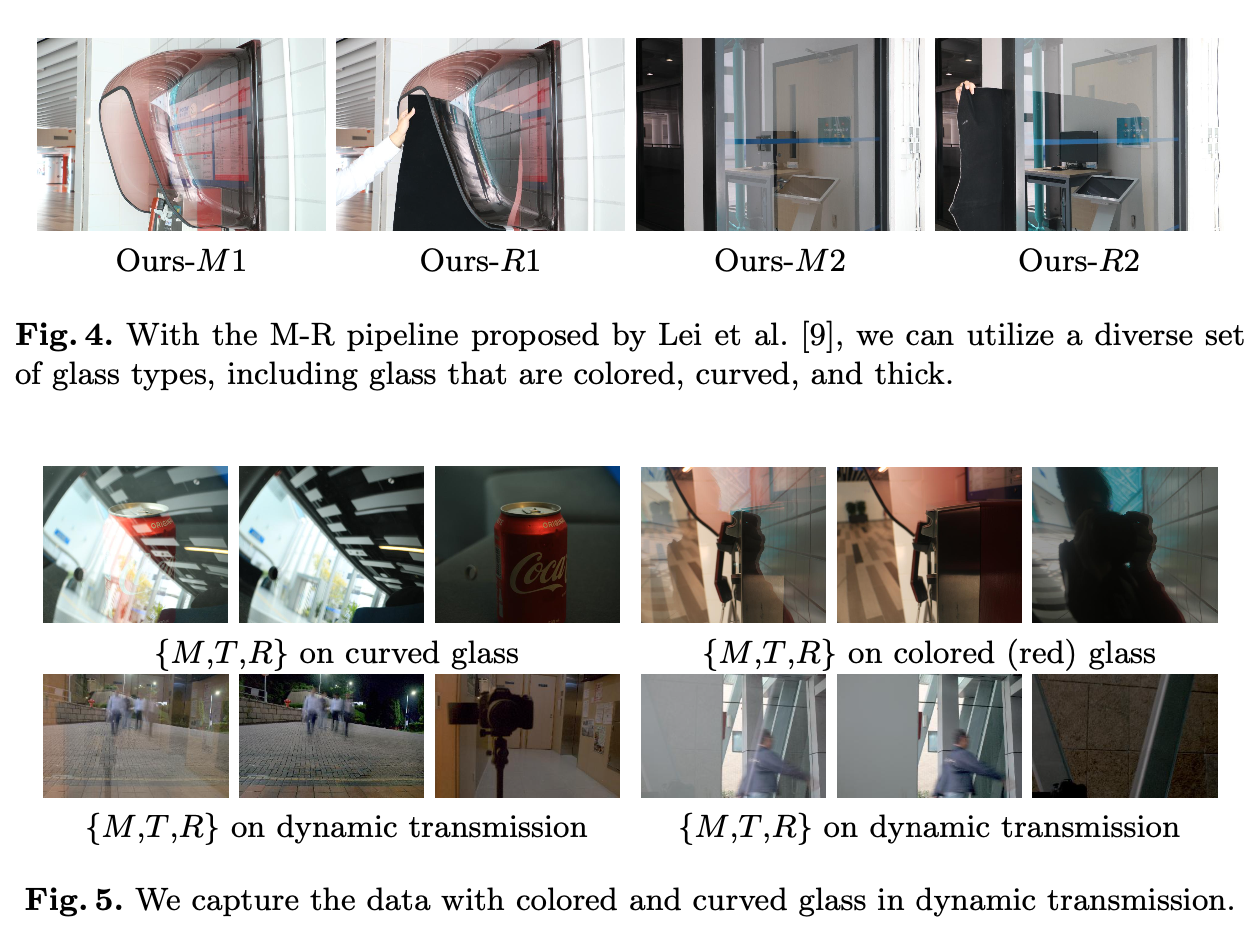 Ours-M1 Ours-R1 Ours-M2 Ours-R2
Fig. 4. With the M-R pipeline proposed by Lei et al. [9], we can utilize a diverse set
of glass types, including glass that are colored, curved, and thick.
ORIGI
ORIGI
Coca
{M,T,R} on curved glass {M,T,R} on colored (red) glass
{M,T,R} on dynamic transmission {M,T,R} on dynamic transmission
Fig. 5. We capture the data with colored and curved glass in dynamic transmission.